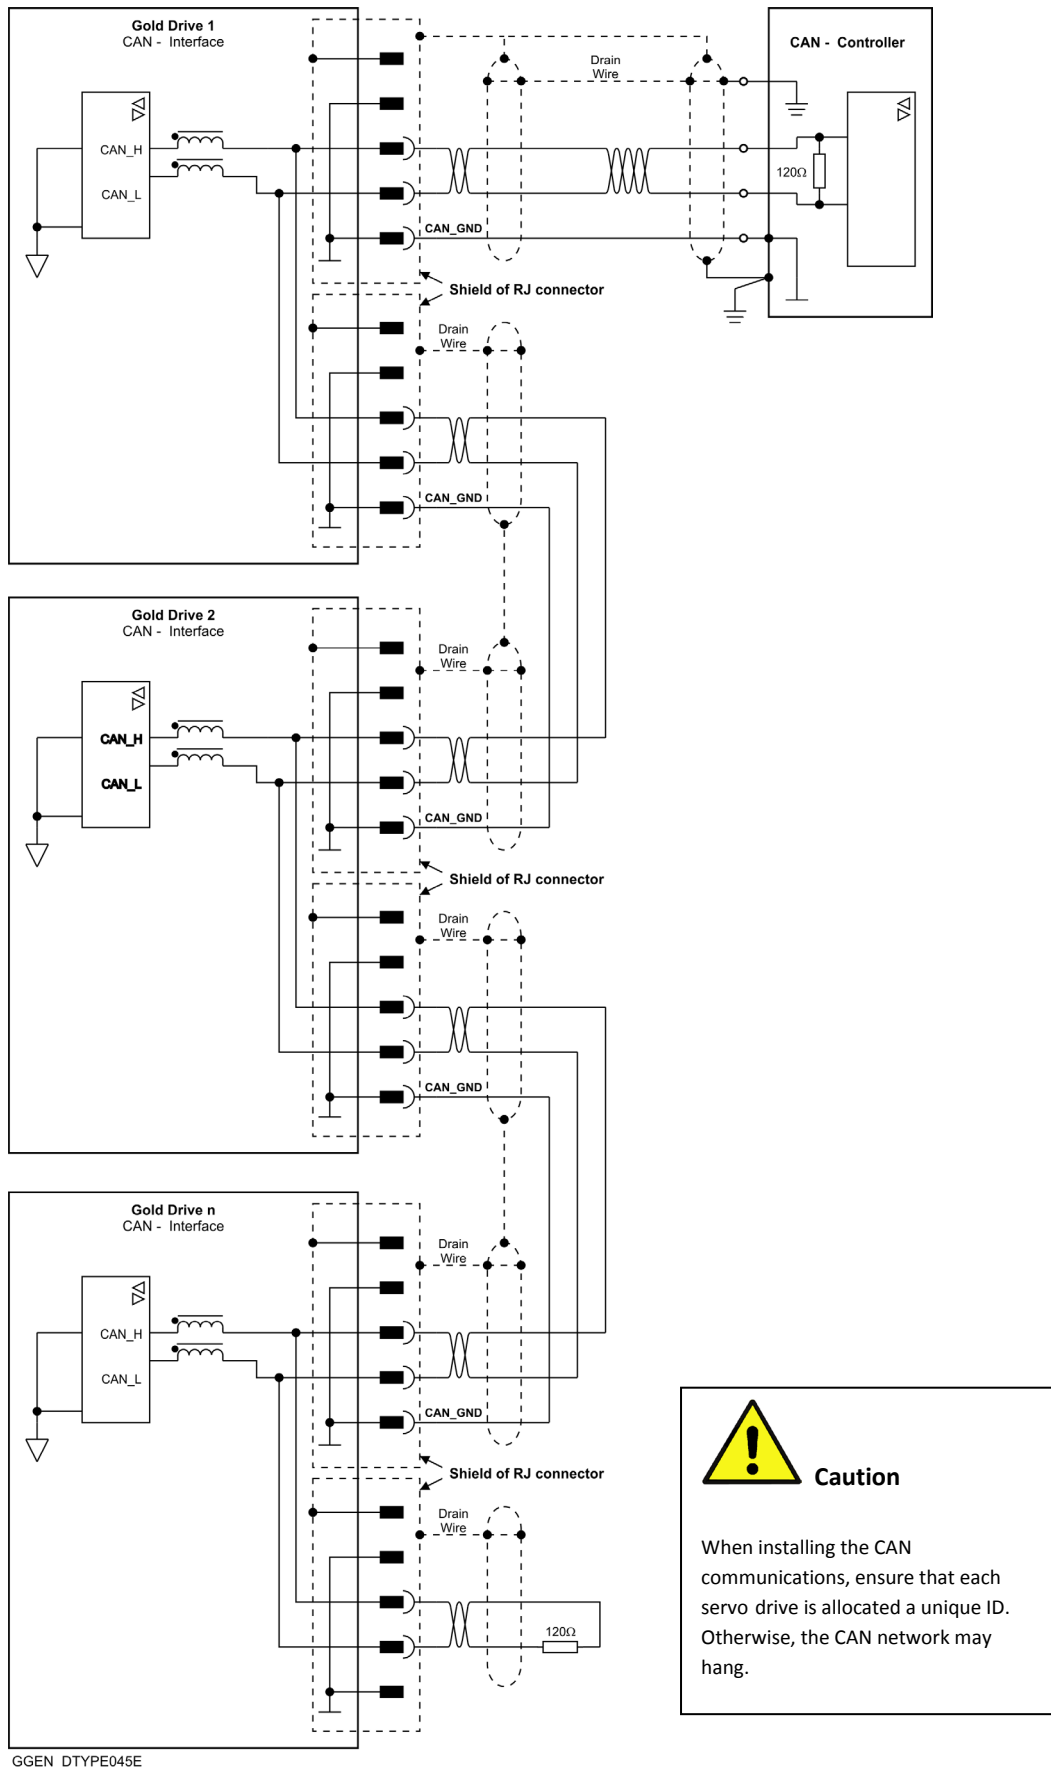 Gold Drive 1
CAN - Interface
CAN - Controller
Drain
Wire
CAN_H
CAN_L
120Ω
CAN_GND
Shield of RJ connector
Drain
Wire
CAN_GND
Gold Drive 2
CAN - Interface
Drain
Wire
CAN_H
CAN_L
CAN_GND
Shield of RJ connector
Drain
Wire
CAN_GND
Gold Drive n
CAN - Interface
Drain
Wire
CAN_H
CAN_L
CAN_GND
Shield of RJ connector
Drain
Wire
120Ω
Caution
When installing the CAN
communications, ensure that each
servo drive is allocated a unique ID.
Otherwise, the CAN network may
hang.
GGEN_DTYPE045E